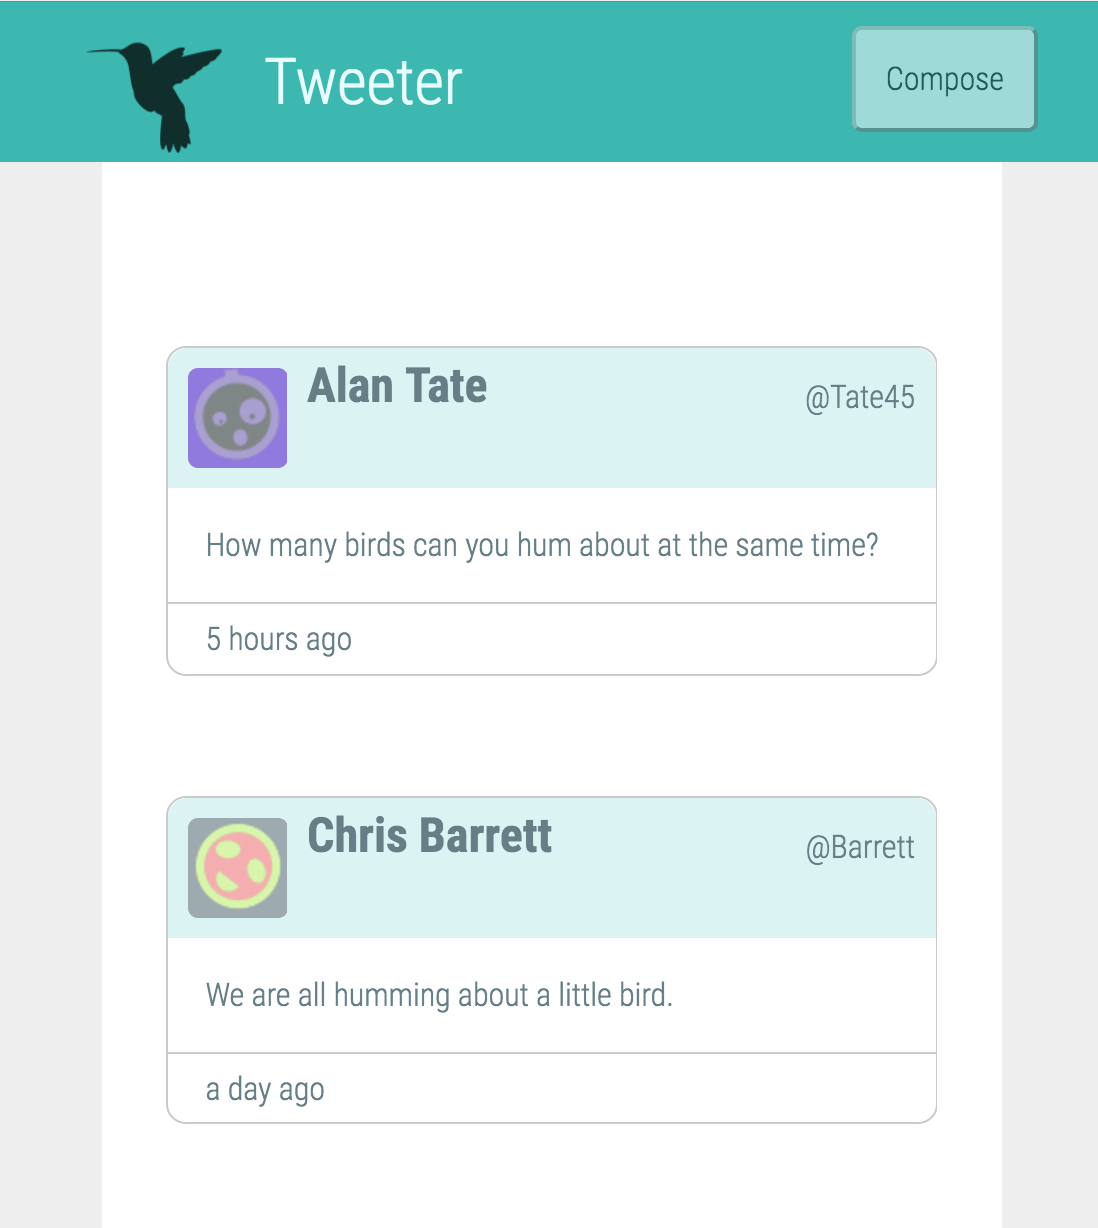 Tweeter
Compose
Alan Tate
@Tate45
How many birds can you hum about at the same time?
5 hours ago
Chris Barrett
@Barrett
We are all humming about a little bird.
a day ago